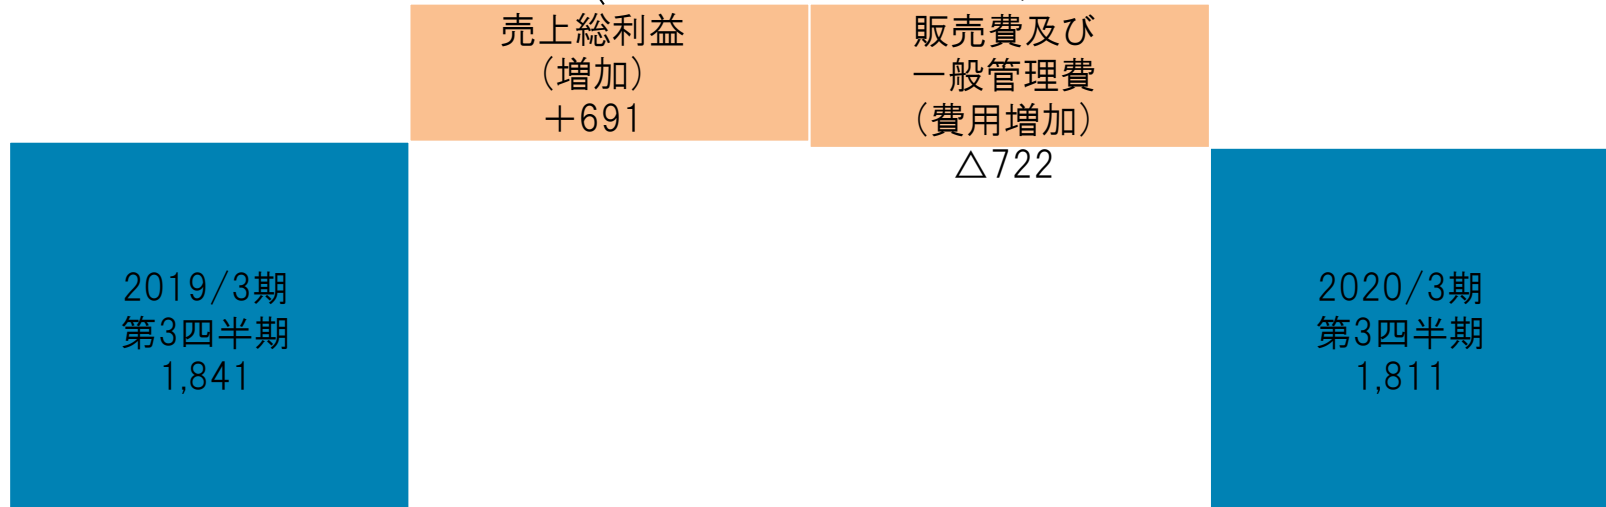 売上総利益
（増加）
＋691
販売費及び
一般管理費
（費用増加）
△722
2019/3期
第3四半期
1,841
2020/3期
第3四半期
1,811